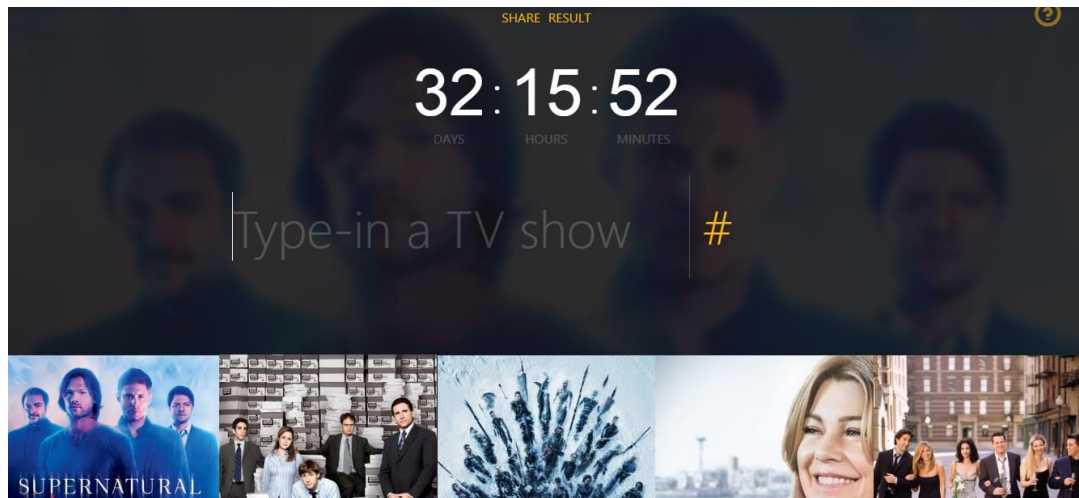 SHARE RESULT
?
32:15:52
DAYS HOURS MINUTES
Type-in a TV show #
SUPERNATURAL